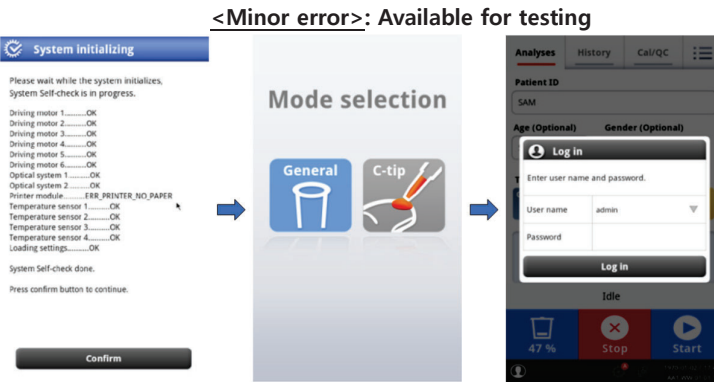 <Minor error>: Available for testing
System initializing
Please wait while the system initializes,
System Self-check is in progress.
Driving motor 1..........OK
Driving motor 2..........OK
Driving motor 3..........OK
Driving motor 4..........OK
Driving motor 5..........OK
Driving motor 6..........OK
Optical system 1..........OK
Optical system 2..........OK
Printer module..........ERR_PRINTER_NO_PAPER
Temperature sensor 1..........OK
Temperature sensor 2..........OK
Temperature sensor 3..........OK
Temperature sensor 4..........OK
Loading settings..........OK
System Self-check done.
Press confirm button to continue.
Confirm
Mode selection
General
C-tip
Analyses
History
Cal/QC
Patient ID
SAM
Age (Optional)
Gender (Optional)
Log in
Enter user name and password.
User name
admin
Password
Log in
Idle
47 %
Stop
Start